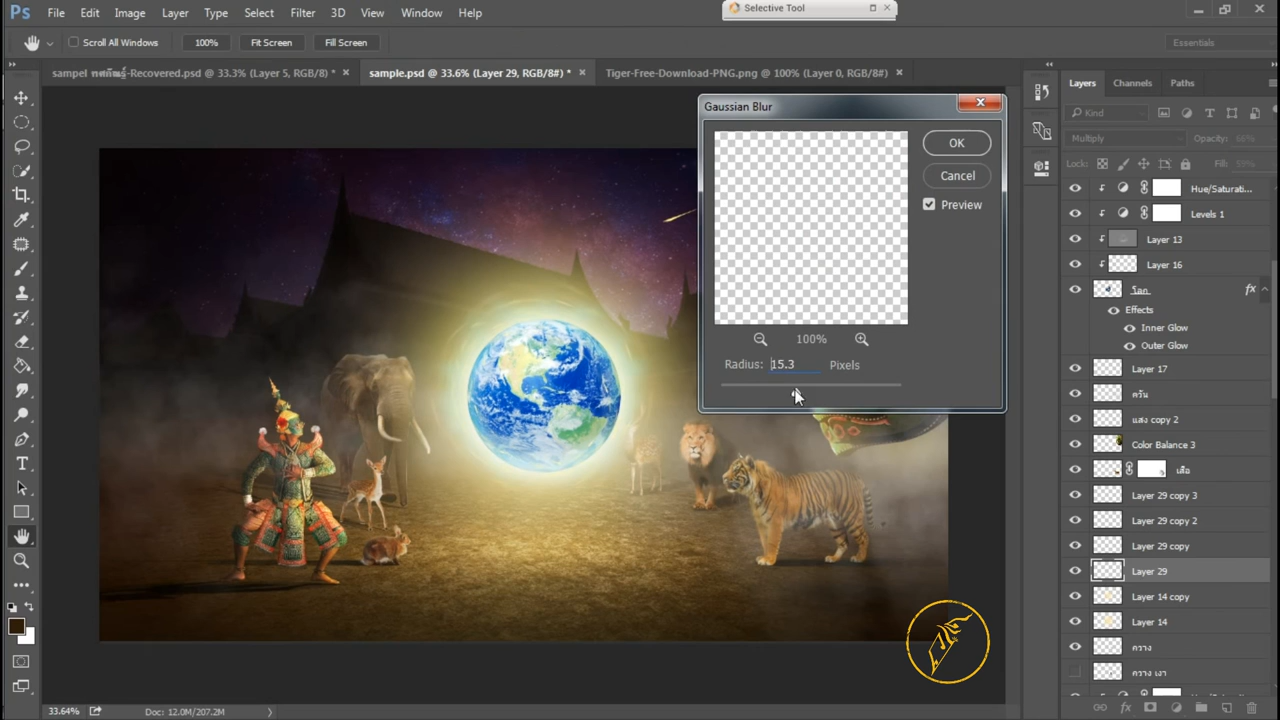 Ps File Edit Image Layer Type Select Filter 3D View Window Help
Selective Tool
Scroll All Windows 100% Fit Screen Fill Screen
Essentials
sampel ทศกัณฐ์-Recovered.psd @ 33.3% (Layer 5, RGB/8) *
sample.psd @ 33.6% (Layer 29, RGB/8#) *
Tiger-Free-Download-PNG.png @ 100% (Layer 0, RGB/8#)
Gaussian Blur
OK
Cancel
Preview
100%
Radius: 15.3 Pixels
Layers Channels Paths
Kind
Multiply Opacity: 66%
Lock: Fill: 59%
Hue/Saturati...
Levels 1
Layer 13
Layer 16
โลก fx
Effects
Inner Glow
Outer Glow
Layer 17
ควัน
แสง copy 2
Color Balance 3
เสือ
Layer 29 copy 3
Layer 29 copy 2
Layer 29 copy
Layer 29
Layer 14 copy
Layer 14
กวาง
กวาง เงา
fx
33.64% Doc: 12.0M/207.2M